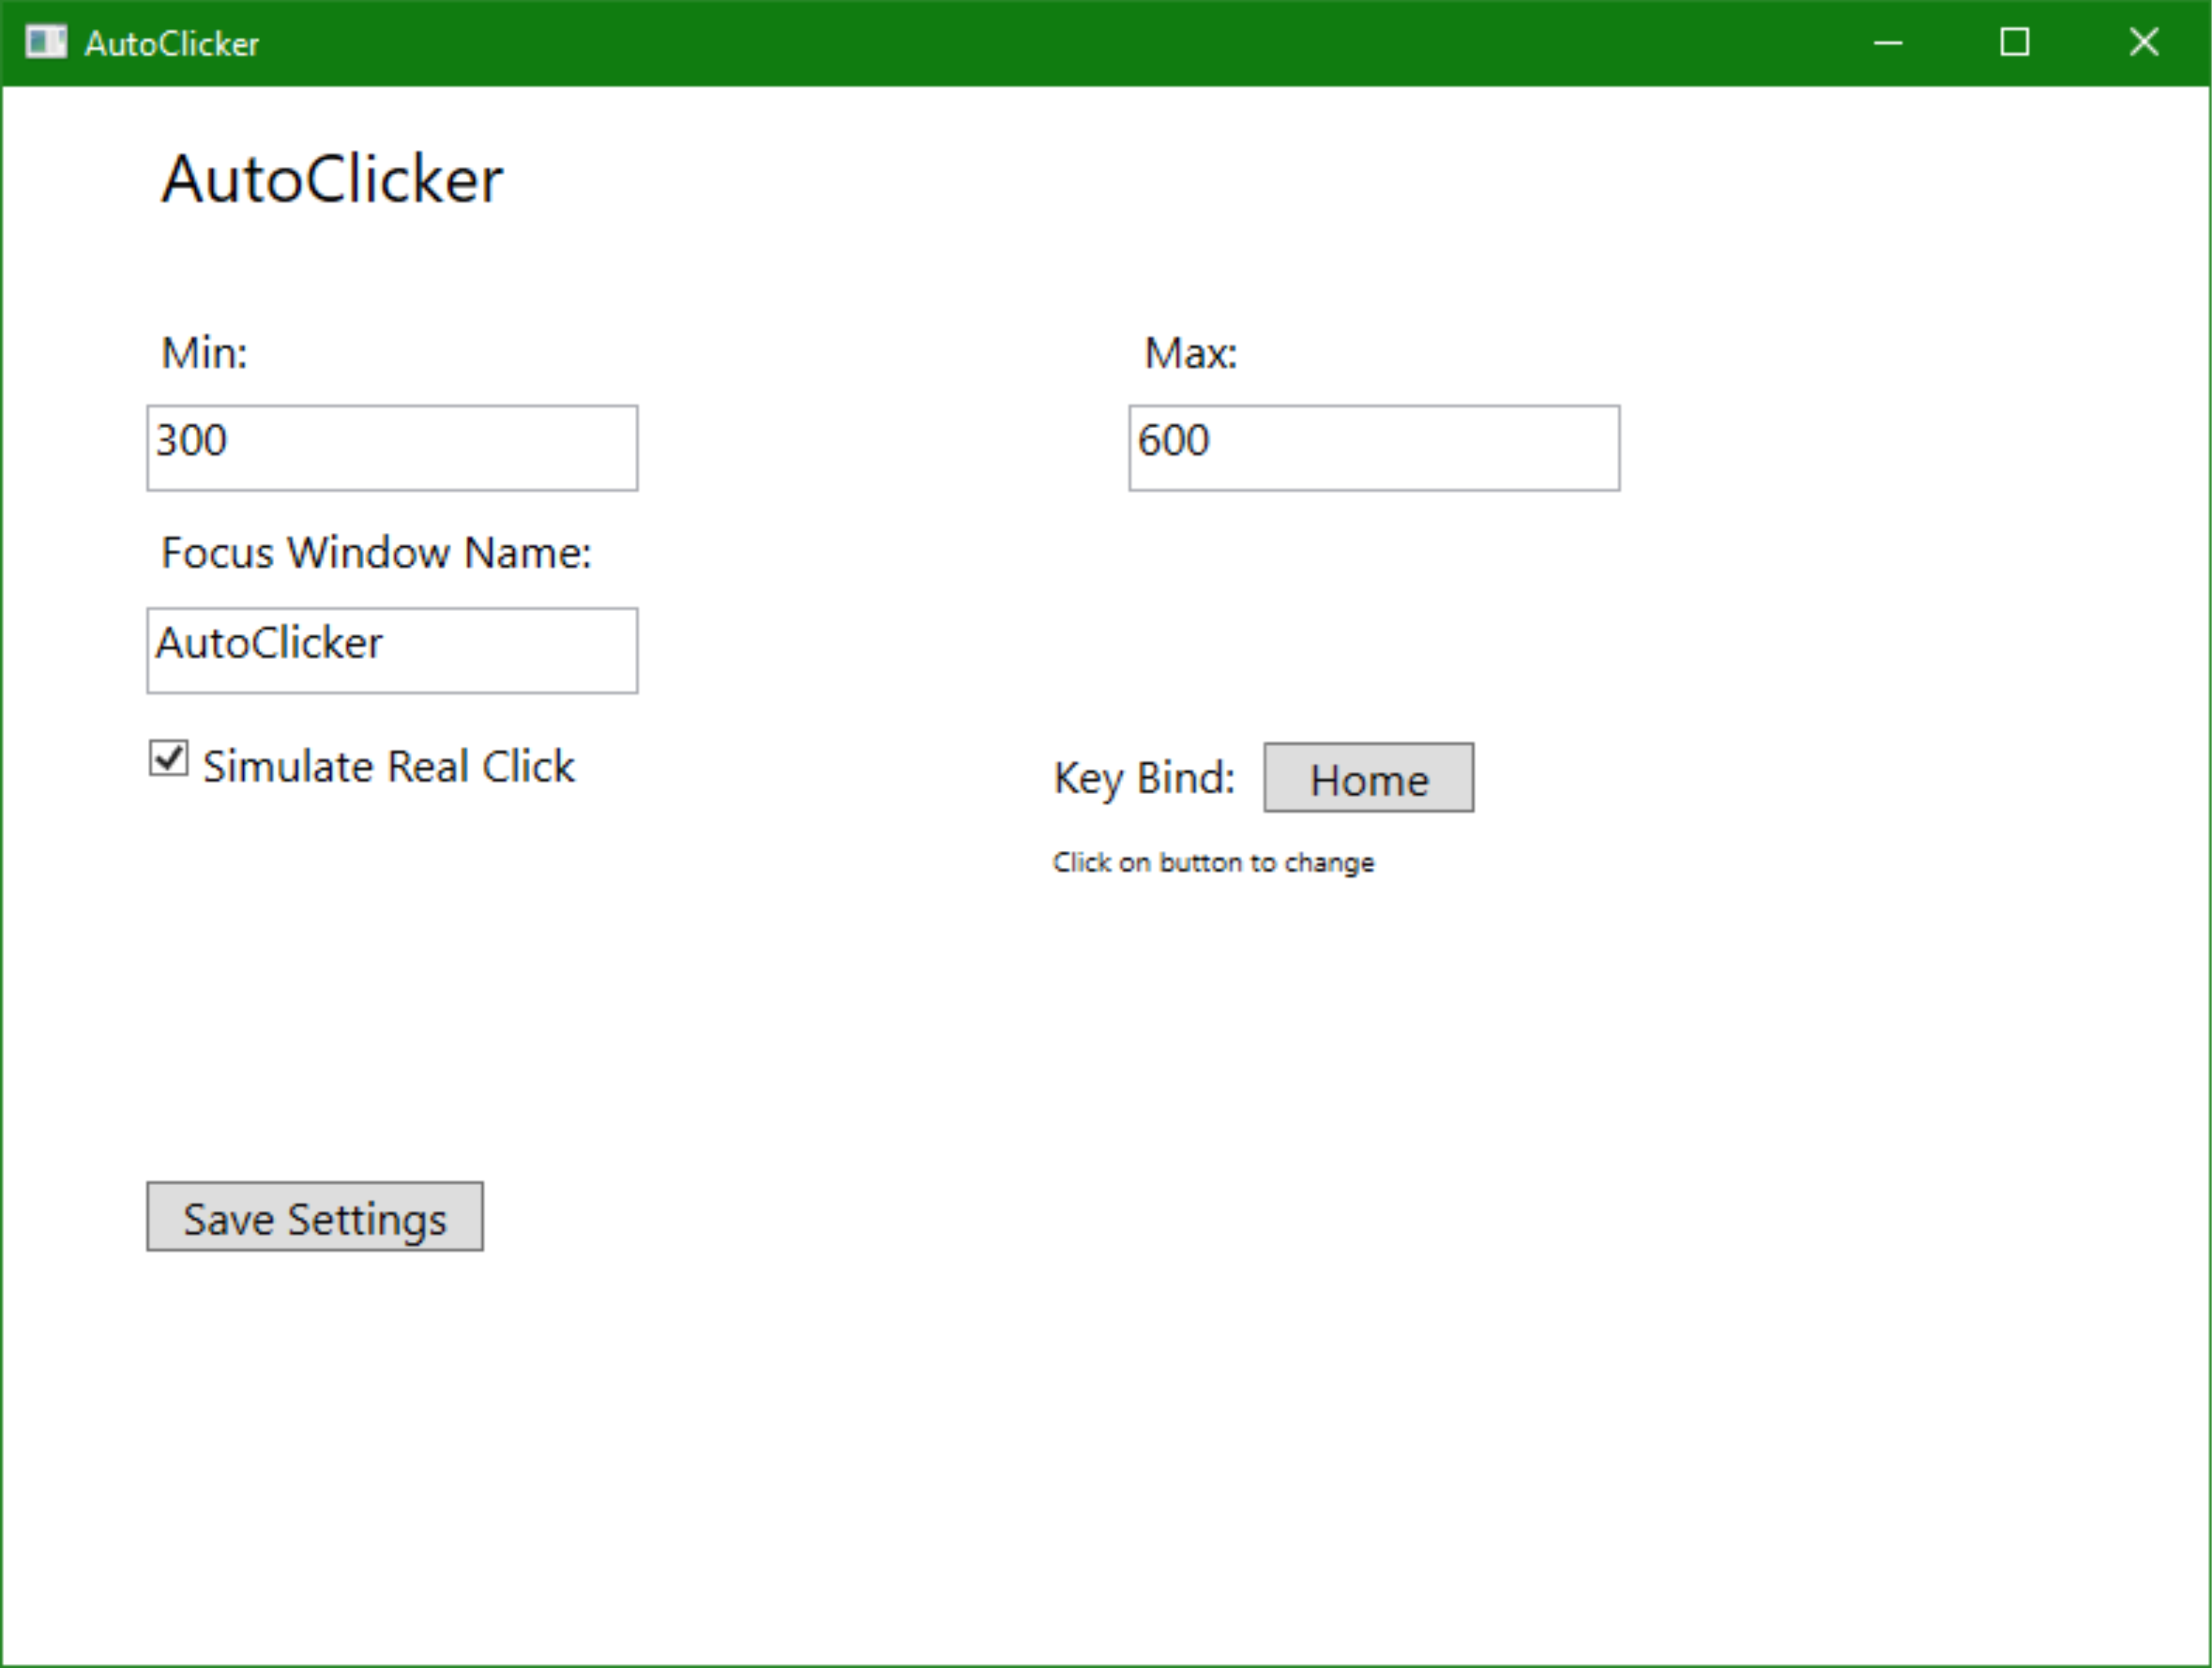 AutoClicker
AutoClicker
Min:
Max:
300
600
Focus Window Name:
AutoClicker
Simulate Real Click
Key Bind:
Home
Click on button to change
Save Settings